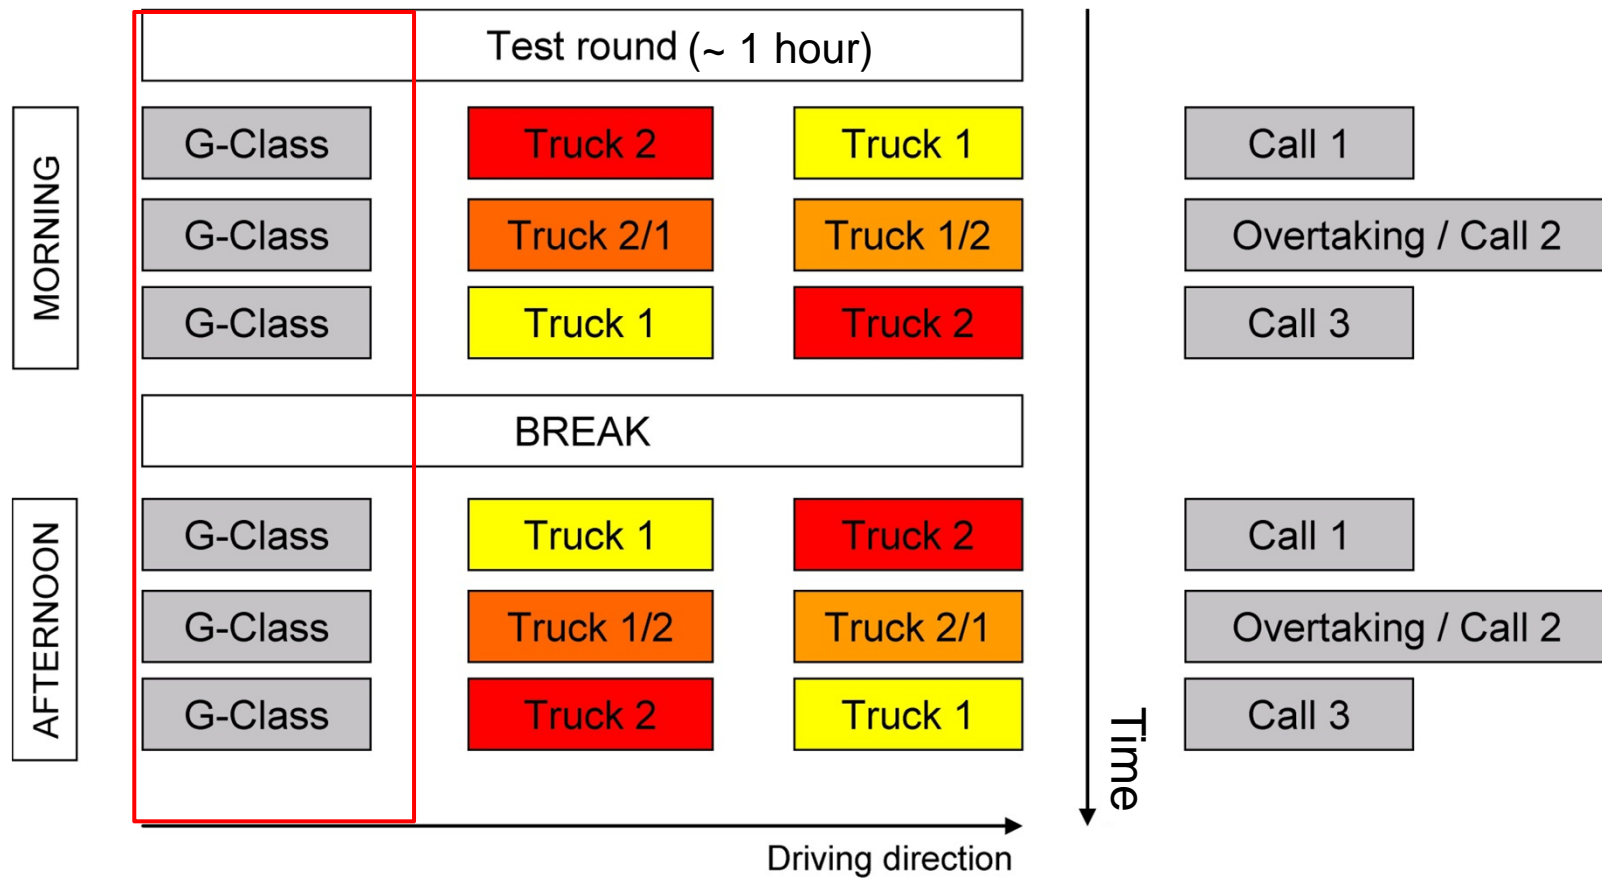 Test round (~ 1 hour)
MORNING
G-Class Truck 2 Truck 1 Call 1
G-Class Truck 2/1 Truck 1/2 Overtaking / Call 2
G-Class Truck 1 Truck 2 Call 3
BREAK
AFTERNOON
G-Class Truck 1 Truck 2 Call 1
G-Class Truck 1/2 Truck 2/1 Overtaking / Call 2
G-Class Truck 2 Truck 1 Call 3
Time
Driving direction